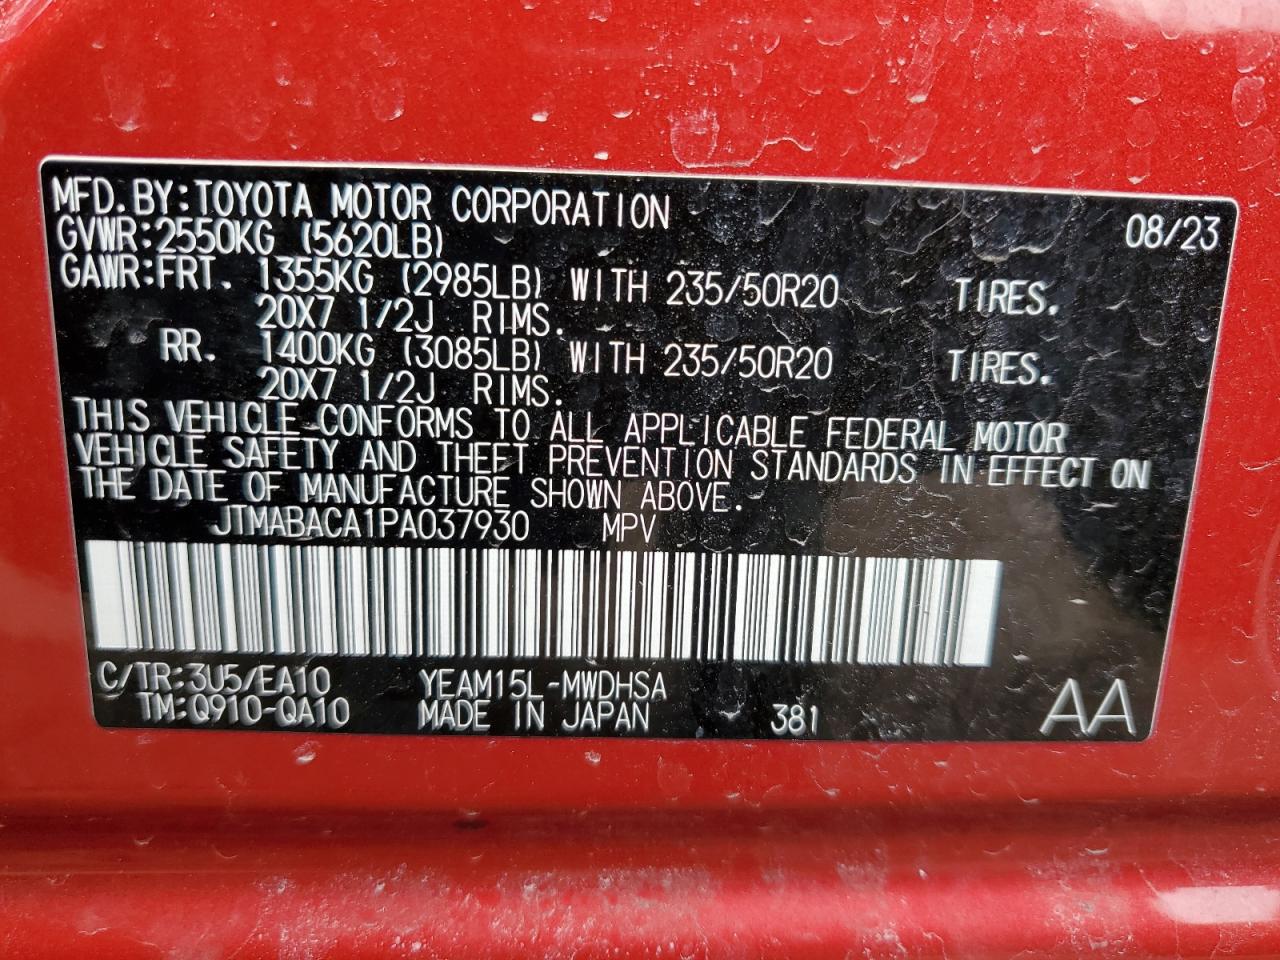 MFD.BY:TOYOTA MOTOR CORPORATION 08/23
GVWR:2550KG (5620LB)
GAWR:FRT. 1355KG (2985LB) WITH 235/50R20 TIRES.
20X7 1/2J RIMS.
RR. 1400KG (3085LB) WITH 235/50R20 TIRES.
20X7 1/2J RIMS.
THIS VEHICLE CONFORMS TO ALL APPLICABLE FEDERAL MOTOR
VEHICLE SAFETY AND THEFT PREVENTION STANDARDS IN EFFECT ON
THE DATE OF MANUFACTURE SHOWN ABOVE.
JTMABACA1PA037930 MPV
C/TR:3U5/EA10 YEAM15L-MWDHSA
TM:Q910-QA10 MADE IN JAPAN 381 AA